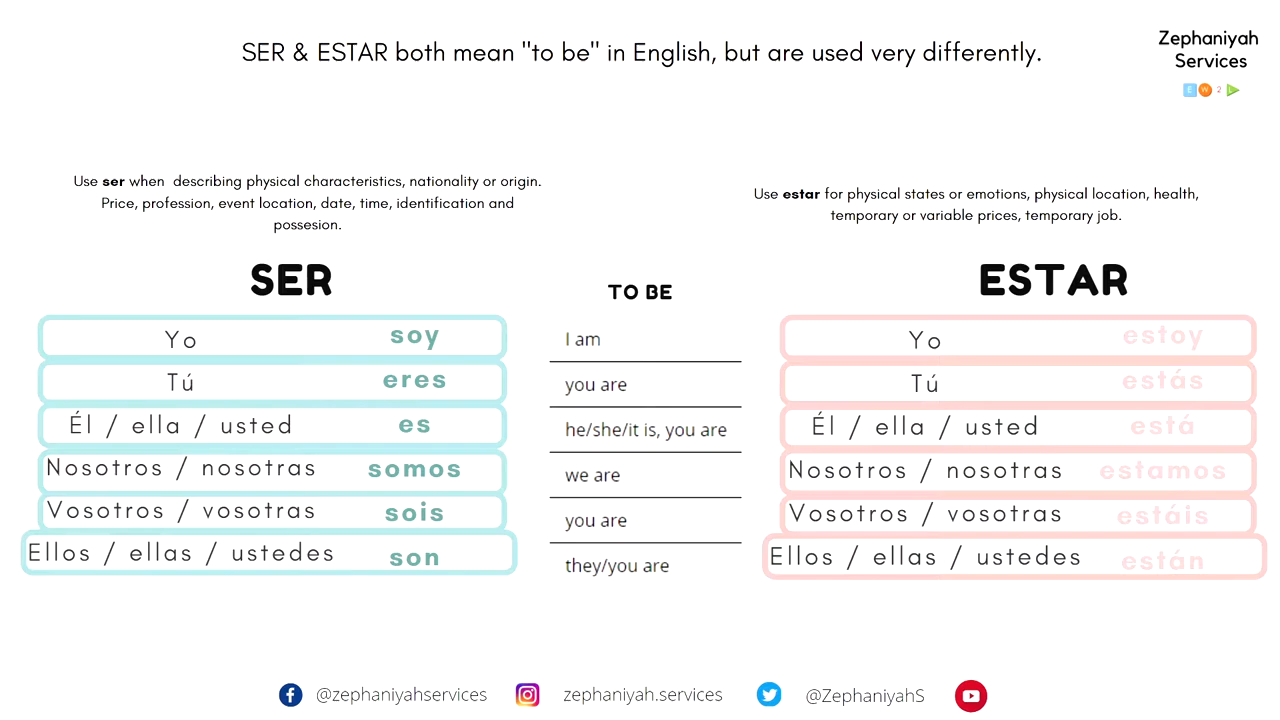 SER & ESTAR both mean "to be" in English, but are used very differently.
Zephaniyah
Services
E W 2
Use ser when describing physical characteristics, nationality or origin.
Price, profession, event location, date, time, identification and
possesion.
Use estar for physical states or emotions, physical location, health,
temporary or variable prices, temporary job.
SER
TO BE
ESTAR
Yo soy
I am
Yo estoy
Tú eres
you are
Tú estás
Él / ella / usted es
he/she/it is, you are
Él / ella / usted está
Nosotros / nosotras somos
we are
Nosotros / nosotras estamos
Vosotros / vosotras sois
you are
Vosotros / vosotras estáis
Ellos / ellas / ustedes son
they/you are
Ellos / ellas / ustedes están
@zephaniyahservices
zephaniyah.services
@ZephaniyahS